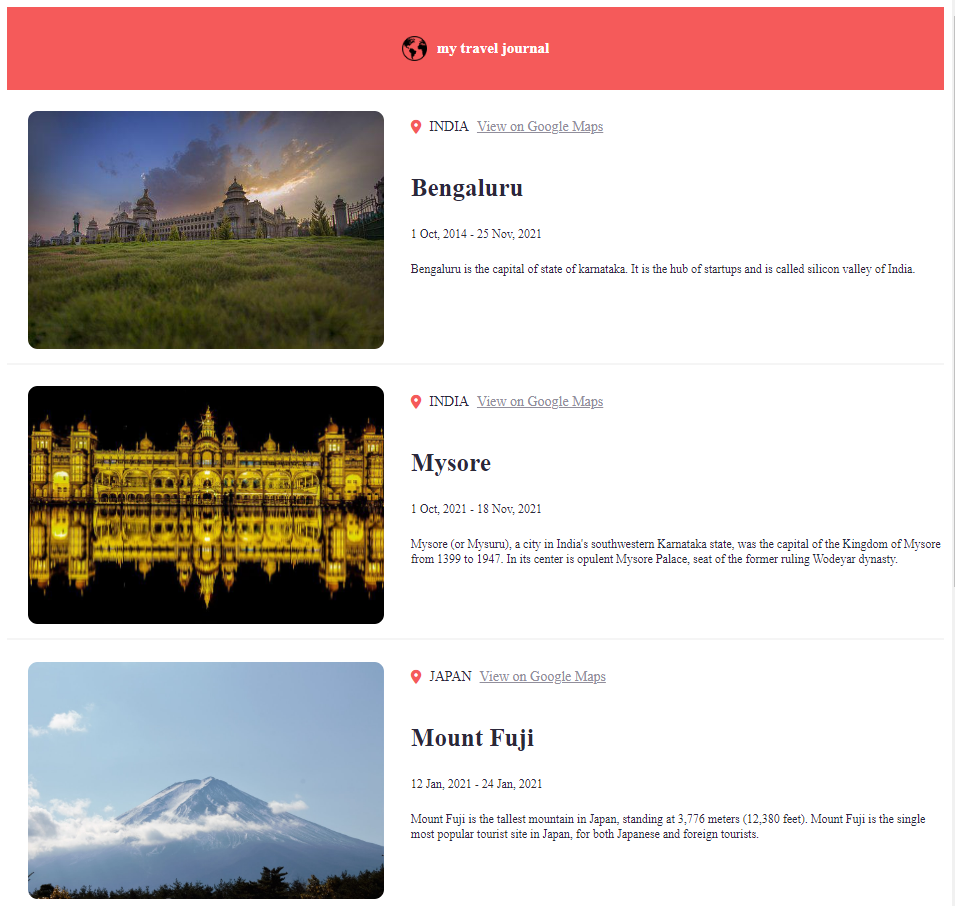 my travel journal
INDIA View on Google Maps
Bengaluru
1 Oct, 2014 - 25 Nov, 2021
Bengaluru is the capital of state of karnataka. It is the hub of startups and is called silicon valley of India.
INDIA View on Google Maps
Mysore
1 Oct, 2021 - 18 Nov, 2021
Mysore (or Mysuru), a city in India's southwestern Karnataka state, was the capital of the Kingdom of Mysore
from 1399 to 1947. In its center is opulent Mysore Palace, seat of the former ruling Wodeyar dynasty.
JAPAN View on Google Maps
Mount Fuji
12 Jan, 2021 - 24 Jan, 2021
Mount Fuji is the tallest mountain in Japan, standing at 3,776 meters (12,380 feet). Mount Fuji is the single
most popular tourist site in Japan, for both Japanese and foreign tourists.